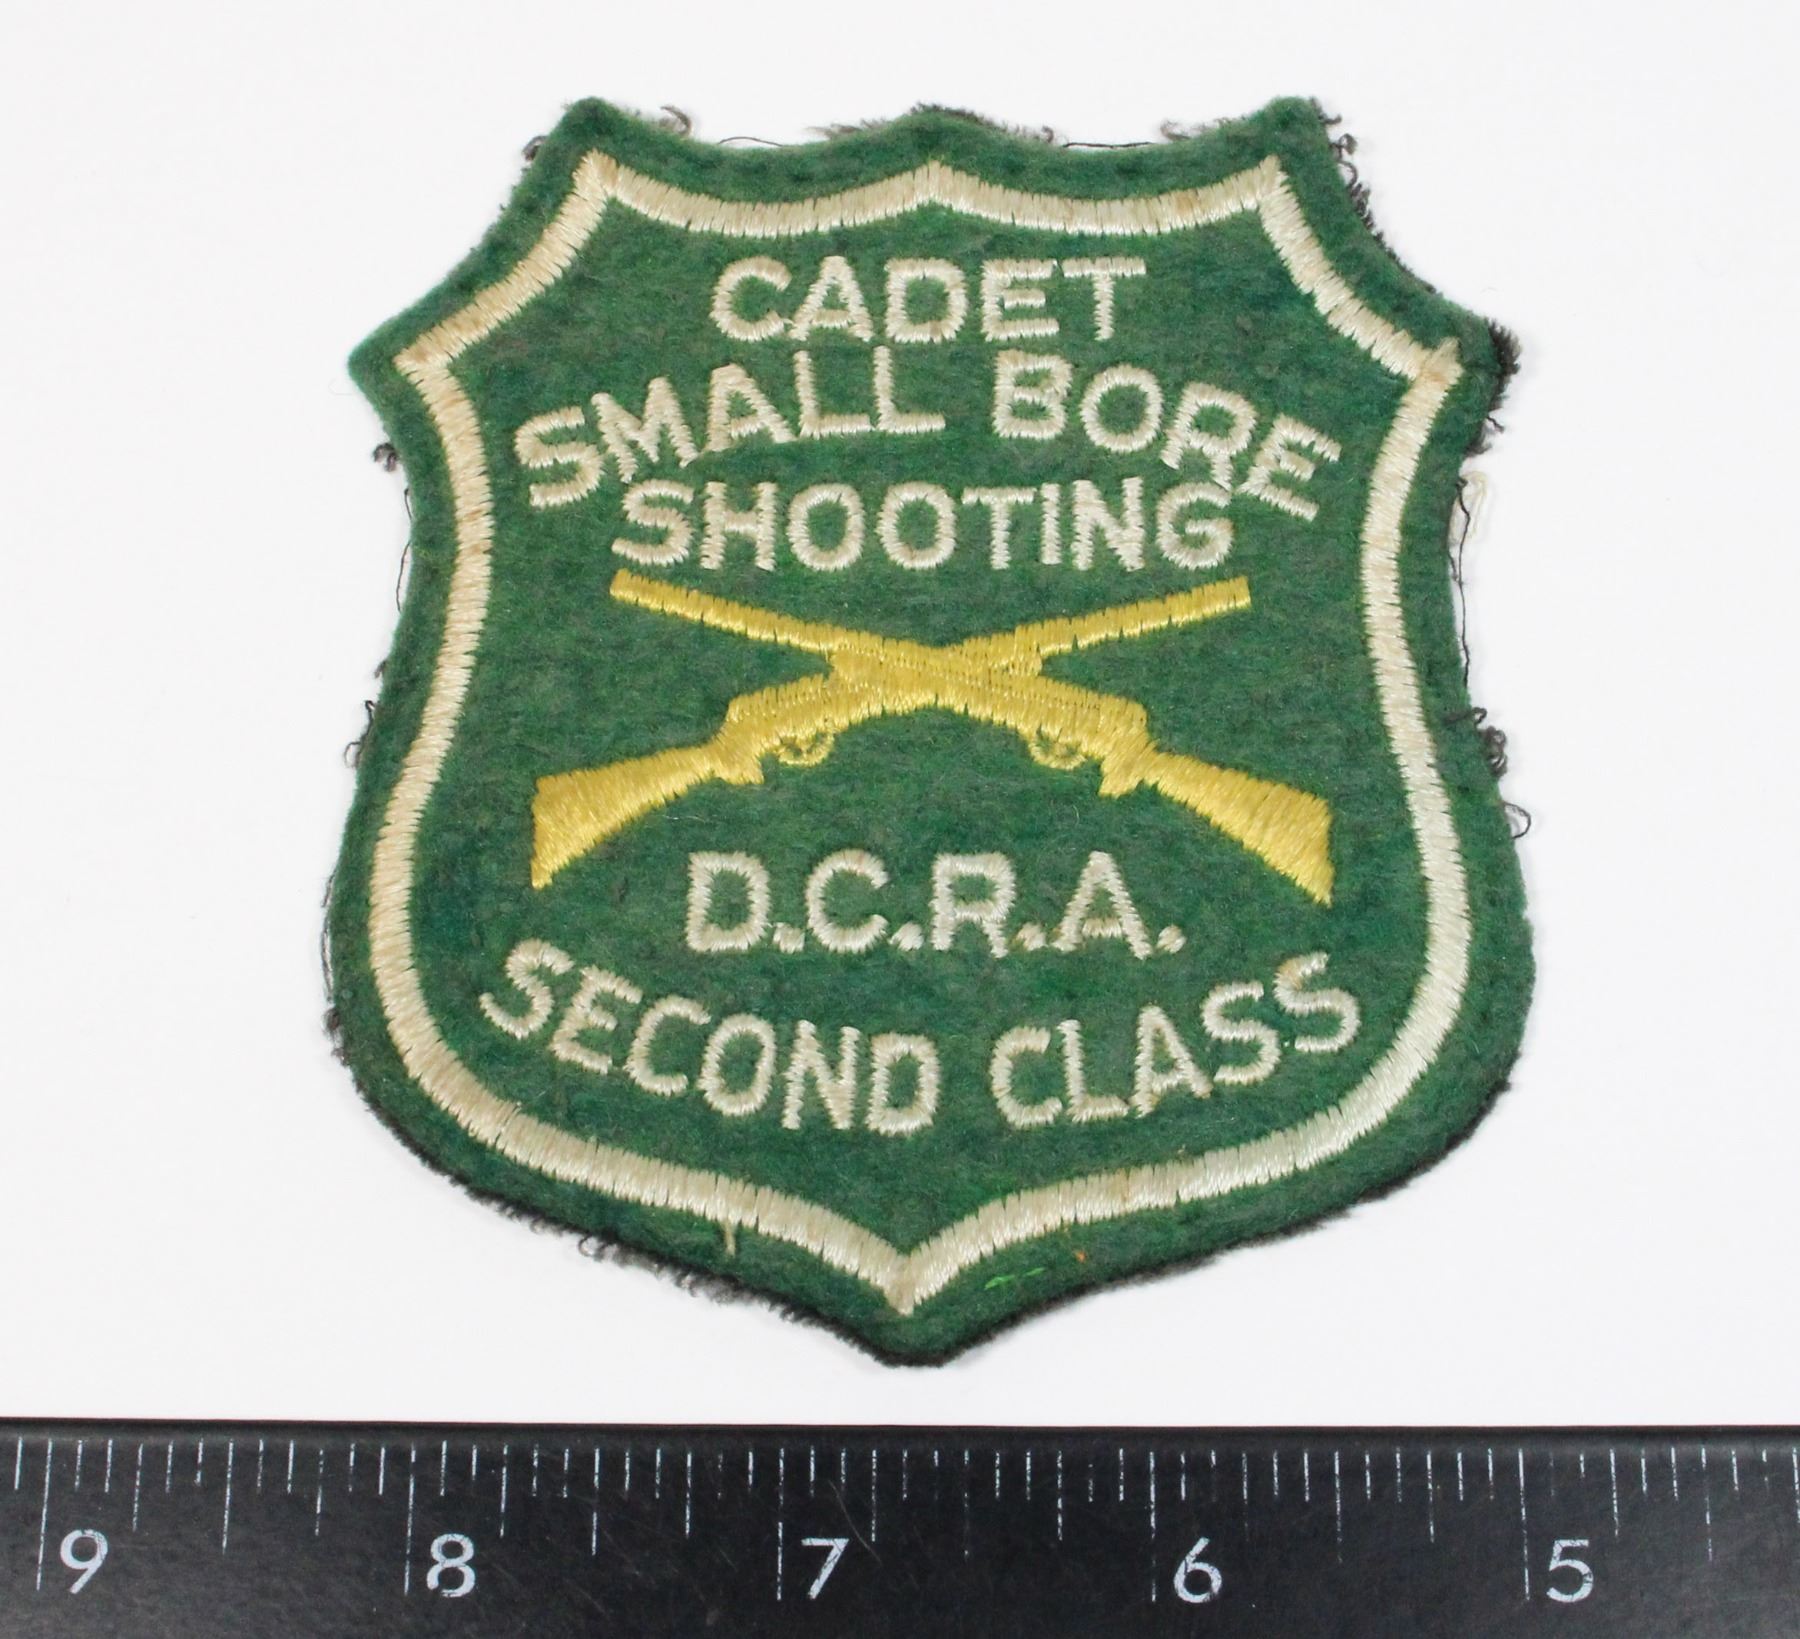 CADET
SMALL BORE
SHOOTING
D.C.R.A.
SECOND CLASS
9 8 7 6 5